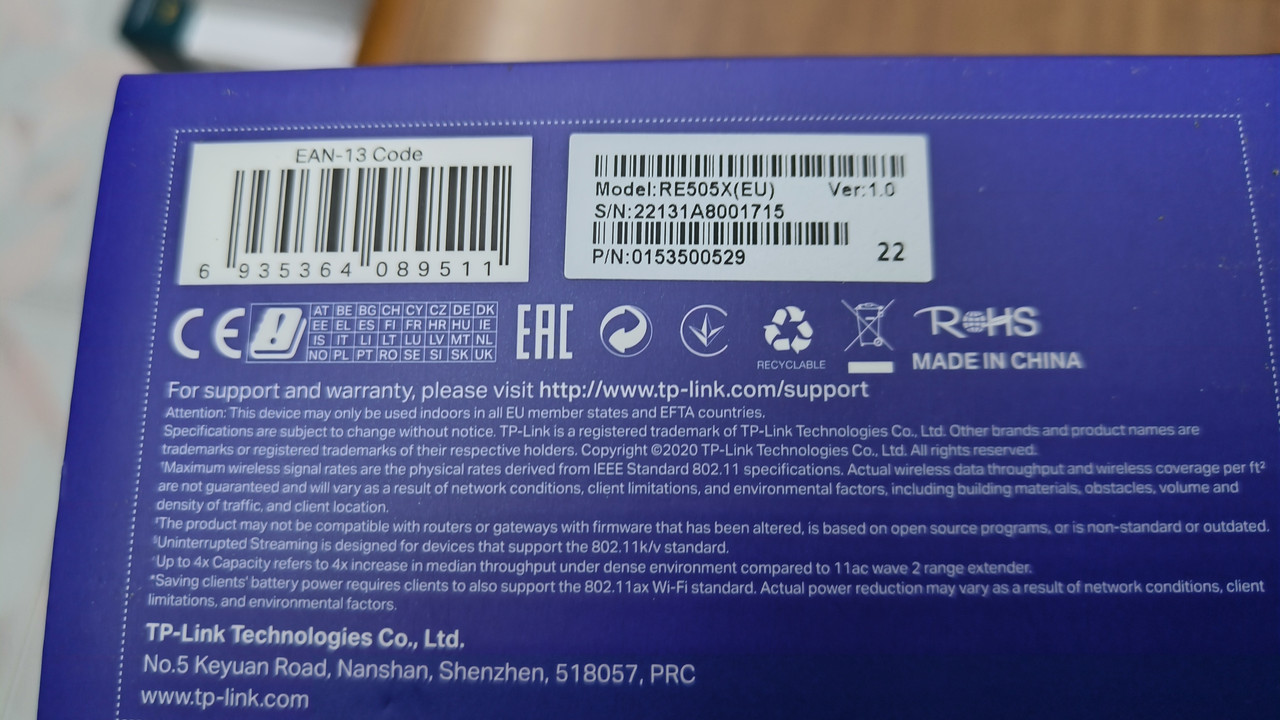 EAN-13 Code
6 935364 089511
Model:RE505X(EU) Ver:1.0
S/N:22131A8001715
P/N:0153500529
22
CE
AT BE BG CH CY CZ DE DK
EE EL ES FI FR HR HU IE
IS IT LI LT LU LV MT NL
NO PL PT RO SE SI SK UK
EAC
RECYCLABLE
RoHS
MADE IN CHINA
For support and warranty, please visit http://www.tp-link.com/support
Attention: This device may only be used indoors in all EU member states and EFTA countries.
Specifications are subject to change without notice. TP-Link is a registered trademark of TP-Link Technologies Co., Ltd. Other brands and product names are
trademarks or registered trademarks of their respective holders. Copyright ©2020 TP-Link Technologies Co., Ltd. All rights reserved.
Maximum wireless signal rates are the physical rates derived from IEEE Standard 802.11 specifications. Actual wireless data throughput and wireless coverage per ft²
are not guaranteed and will vary as a result of network conditions, client limitations, and environmental factors, including building materials, obstacles, volume and
density of traffic, and client location.
The product may not be compatible with routers or gateways with firmware that has been altered, is based on open source programs, or is non-standard or outdated.
Uninterrupted Streaming is designed for devices that support the 802.11k/v standard.
Up to 4x Capacity refers to 4x increase in median throughput under dense environment compared to 11ac wave 2 range extender.
Saving clients' battery power requires clients to also support the 802.11ax Wi-Fi standard. Actual power reduction may vary as a result of network conditions, client
limitations, and environmental factors.
TP-Link Technologies Co., Ltd.
No.5 Keyuan Road, Nanshan, Shenzhen, 518057, PRC
www.tp-link.com